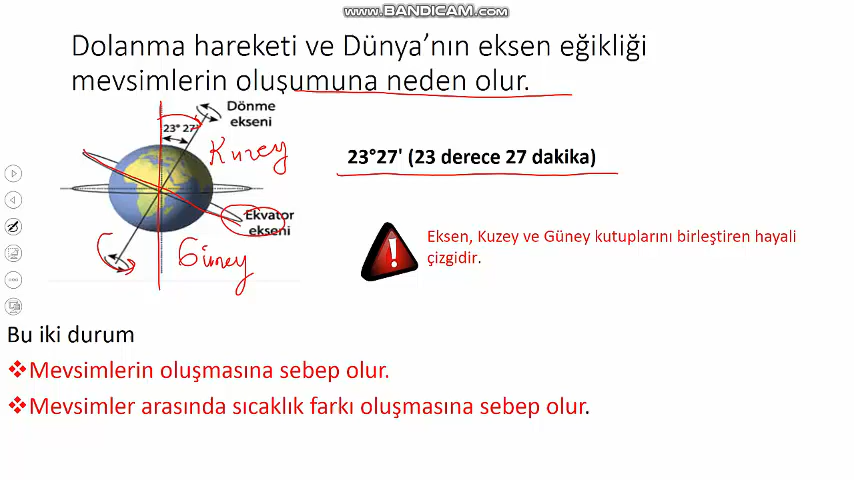 www.BANDICAM.com
Dolanma hareketi ve Dünya’nın eksen eğikliği
mevsimlerin oluşumuna neden olur.
Dönme
ekseni
23° 27'
Kuzey
23°27' (23 derece 27 dakika)
Ekvator
ekseni
Güney
Eksen, Kuzey ve Güney kutuplarını birleştiren hayali
çizgidir.
Bu iki durum
❖Mevsimlerin oluşmasına sebep olur.
❖Mevsimler arasında sıcaklık farkı oluşmasına sebep olur.